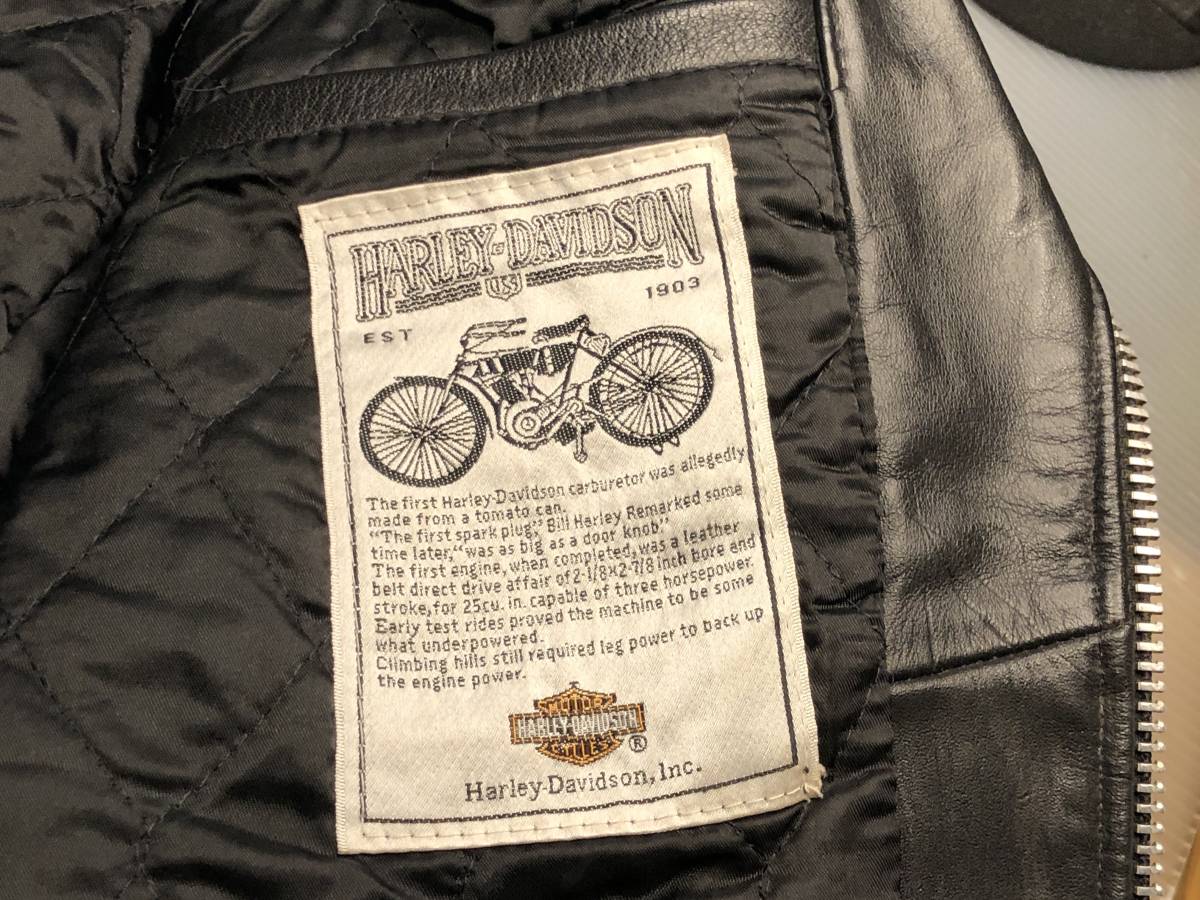 HARLEY-DAVIDSON
USA
EST 1903
The first Harley-Davidson carburetor was allegedly
made from a tomato can.
"The first spark plug," Bill Harley Remarked some
time later, "was as big as a door knob"
The first engine, when completed, was a leather
belt direct drive affair of 2-1/8×2-7/8 inch bore end
stroke, for 25cu. in. capable of three horsepower.
Early test rides proved the machine to be some
what underpowered.
Climbing hills still required leg power to back up
the engine power.
MOTOR
HARLEY-DAVIDSON
CYCLES
®
Harley-Davidson, Inc.